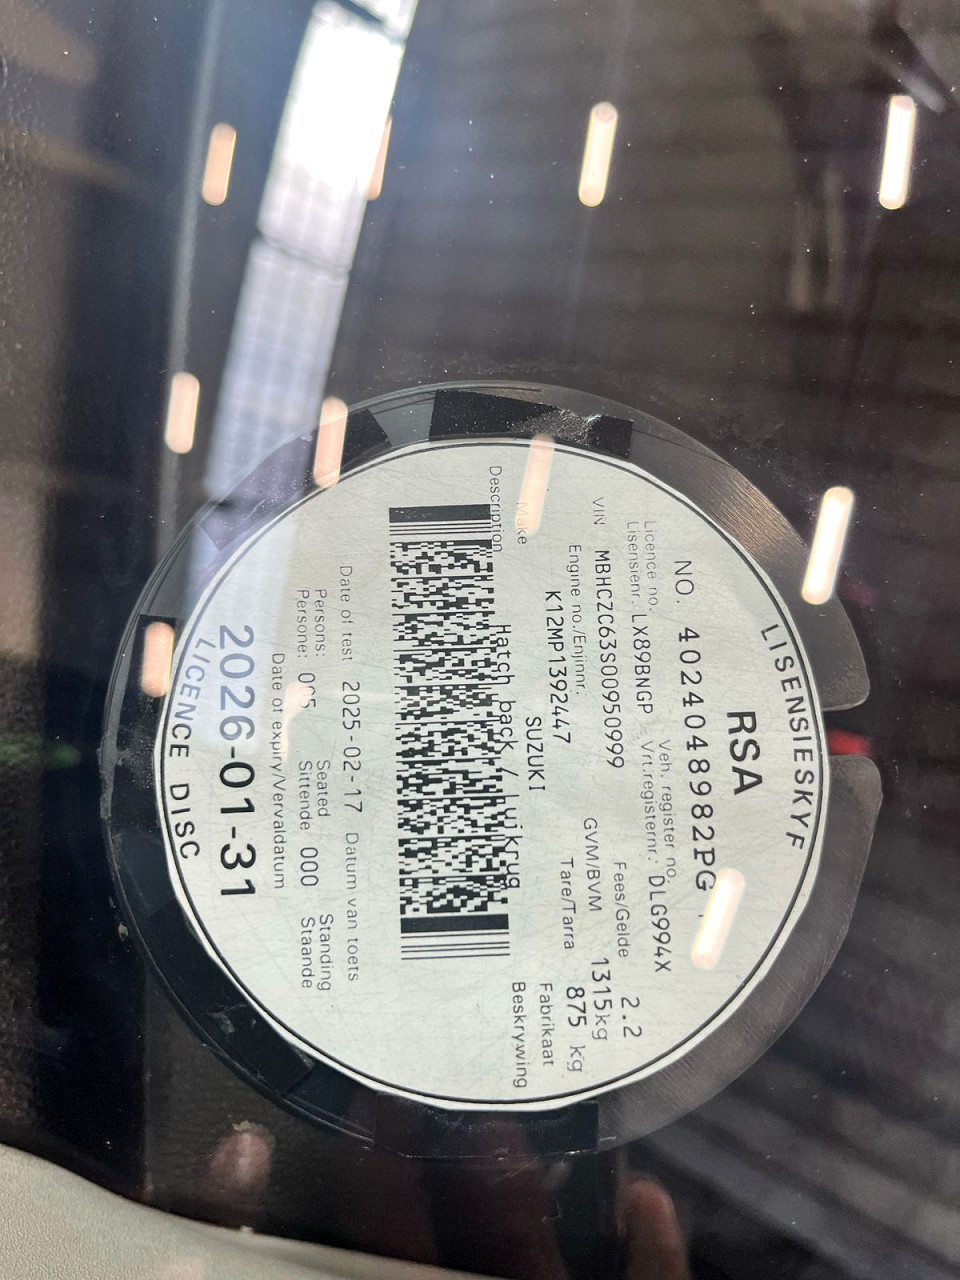 LISENSIESKYF
RSA
NO. 4024048982PG
Licence no. Veh. register no.
Lisensienr. LX89BNGP Vrt.registernr. DLG994X
Fees/Gelde 2.2
VIN MBHCZC63S00950999 GVM/BVM 1315kg
Engine no./Enjinnr. Tare/Tarra 875 kg
K12MP1392447
Make SUZUKI Fabrikaat
Description Hatch back / Luikrug Beskrywing
Date of test 2025-02-17 Datum van toets
Persons: Seated Standing
Persone: 005 Sittende 000 Staande
Date of expiry/Vervaldatum
2026-01-31
LICENCE DISC